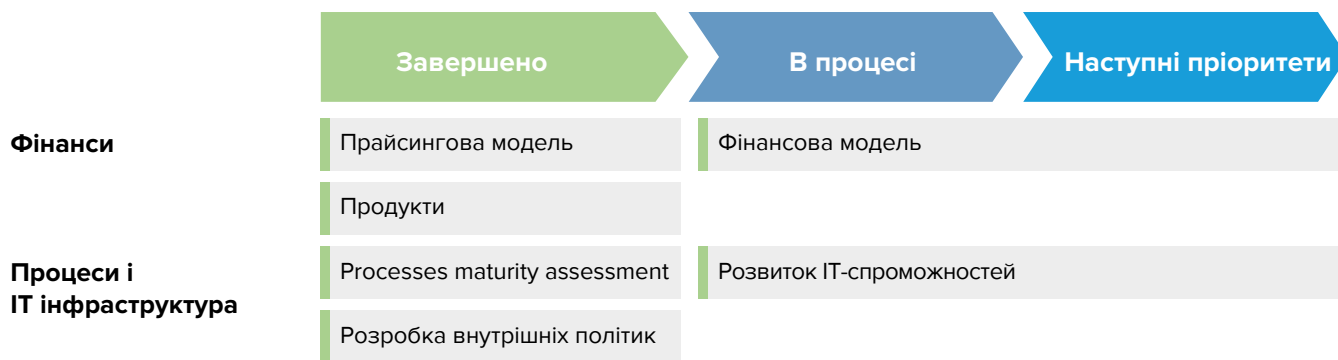 Завершено
В процесі
Наступні пріоритети
Фінанси
Прайсингова модель
Фінансова модель
Продукти
Процеси і
ІТ інфраструктура
Processes maturity assessment
Розвиток ІТ-спроможностей
Розробка внутрішніх політик